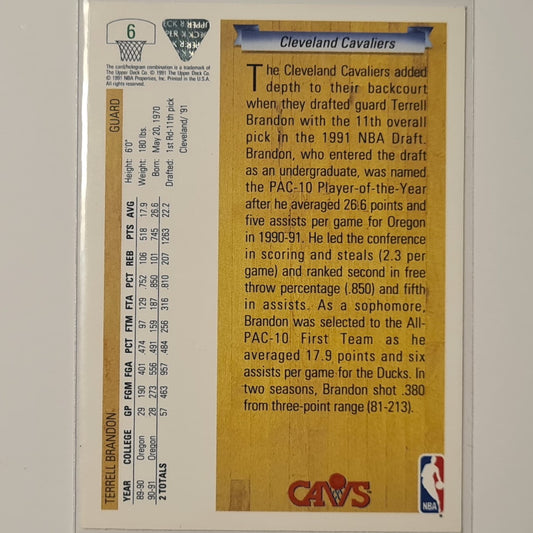 6
UPPER DECK
The card/hologram combination is a trademark of
The Upper Deck Co. © 1991 The Upper Deck Co.
© 1991 NBA Properties, Inc. Printed in the U.S.A.
All rights reserved.
TERRELL BRANDON GUARD
Height: 6'0"
Weight: 180 lbs.
Born: May 20, 1970
Drafted: 1st Rd-11th pick
Cleveland/ '91
YEAR COLLEGE GP FGM FGA PCT FTM FTA PCT REB PTS AVG
89-90 Oregon 29 190 401 .474 97 129 .752 106 518 17.9
90-91 Oregon 28 273 556 .491 159 187 .850 101 745 26.6
2 TOTALS 57 463 957 .484 256 316 .810 207 1263 22.2
Cleveland Cavaliers
The Cleveland Cavaliers added
depth to their backcourt
when they drafted guard Terrell
Brandon with the 11th overall
pick in the 1991 NBA Draft.
Brandon, who entered the draft
as an undergraduate, was named
the PAC-10 Player-of-the-Year
after he averaged 26.6 points and
five assists per game for Oregon
in 1990-91. He led the conference
in scoring and steals (2.3 per
game) and ranked second in free
throw percentage (.850) and fifth
in assists. As a sophomore,
Brandon was selected to the All-
PAC-10 First Team as he
averaged 17.9 points and six
assists per game for the Ducks. In
two seasons, Brandon shot .380
from three-point range (81-213).
CAVS
NBA